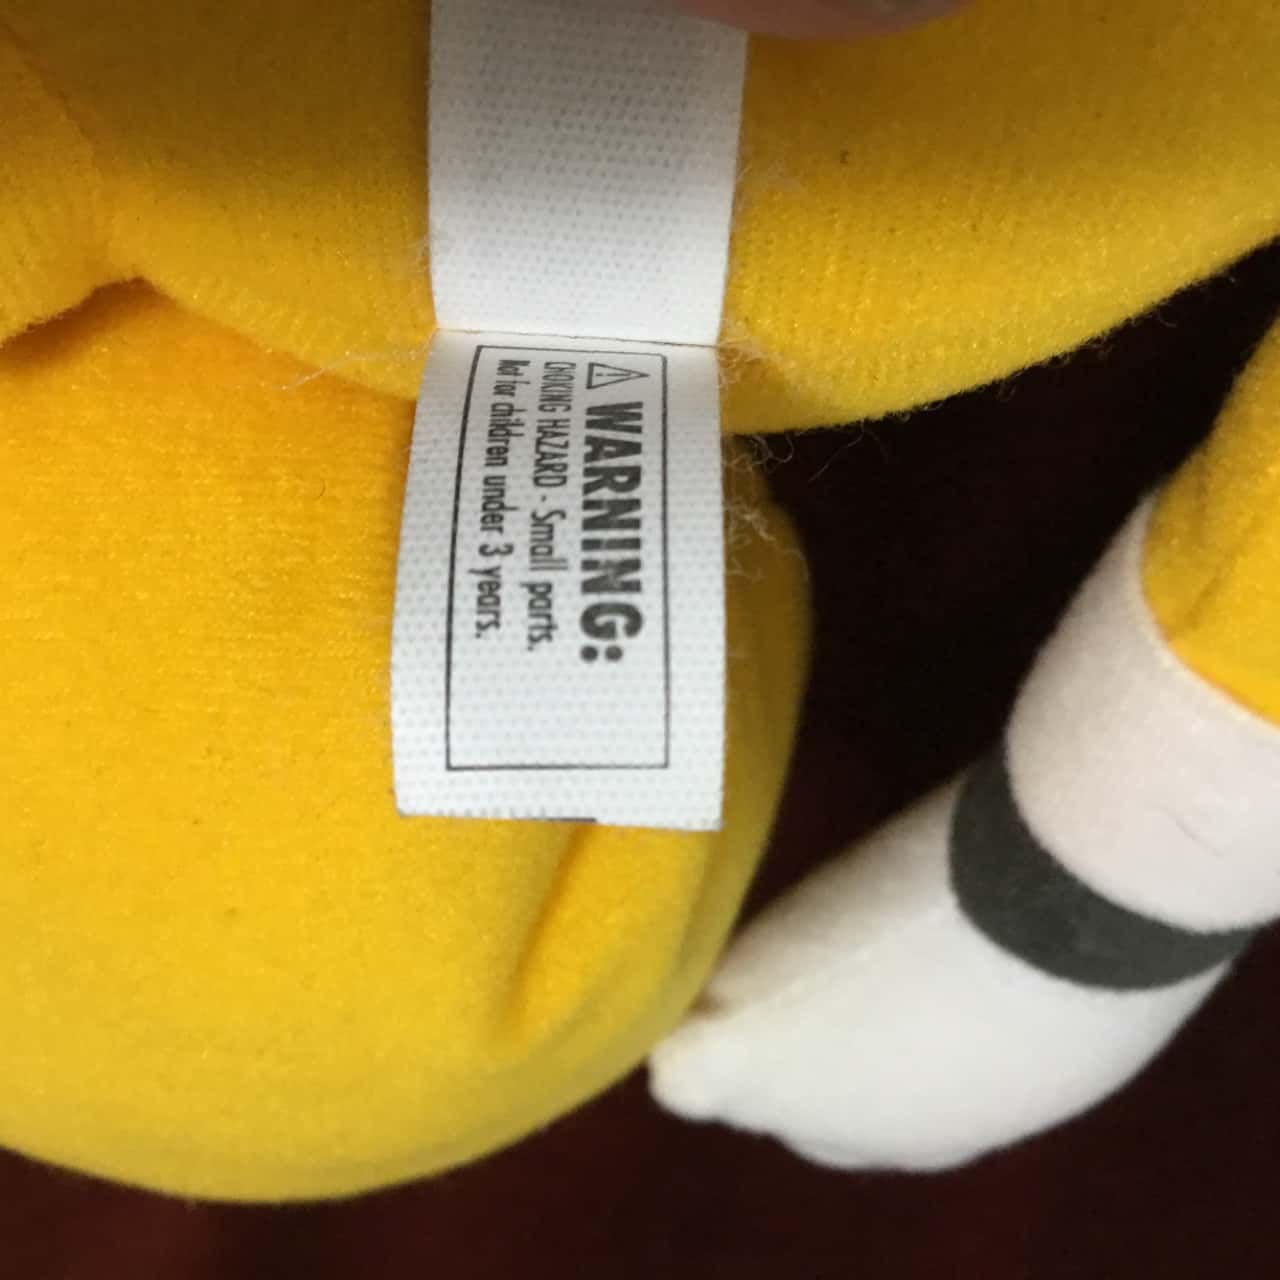 ⚠ WARNING:
CHOKING HAZARD - Small parts.
Not for children under 3 years.